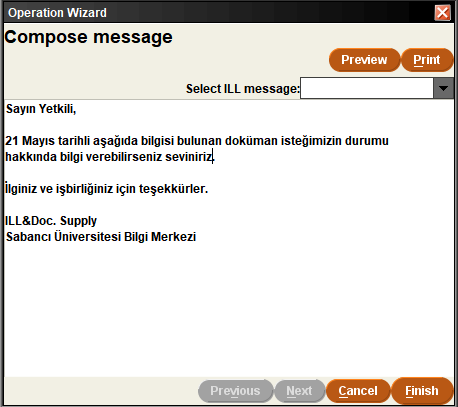 Operation Wizard
Compose message
Preview
Print
Select ILL message:
Sayın Yetkili,
21 Mayıs tarihli aşağıda bilgisi bulunan doküman isteğimizin durumu
hakkında bilgi verebilirseniz seviniriz.
İlginiz ve işbirliğiniz için teşekkürler.
ILL&Doc. Supply
Sabancı Üniversitesi Bilgi Merkezi
Previous
Next
Cancel
Finish